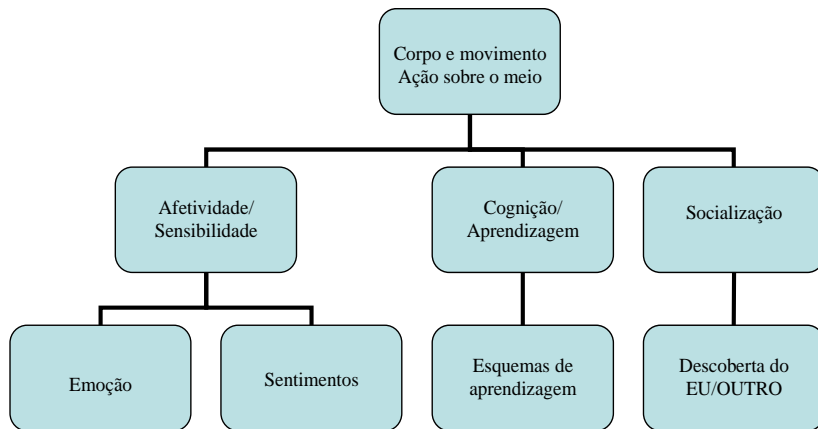 Corpo e movimento
Ação sobre o meio
Afetividade/
Sensibilidade
Cognição/
Aprendizagem
Socialização
Emoção
Sentimentos
Esquemas de
aprendizagem
Descoberta do
EU/OUTRO